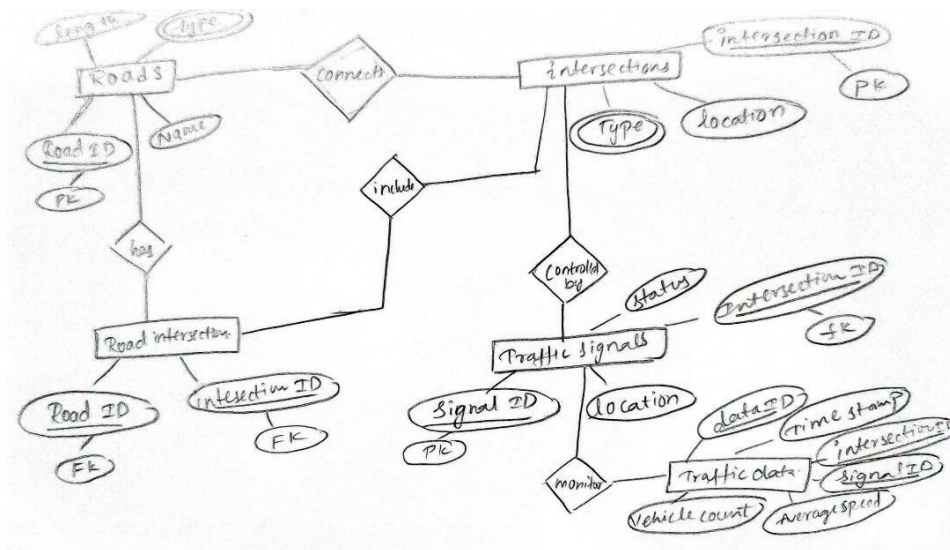 length
type
intersection ID
Roads
connects
intersections
PK
Type
location
Road ID
Name
PK
include
has
Controlled
by
status
Intersection ID
fK
Road intersection
Traffic signals
Road ID
intesection ID
Signal ID
location
FK
FK
PK
data ID
Time stamp
intersection ID
monitor
Traffic data
signal ID
Vehicle count
Average speed